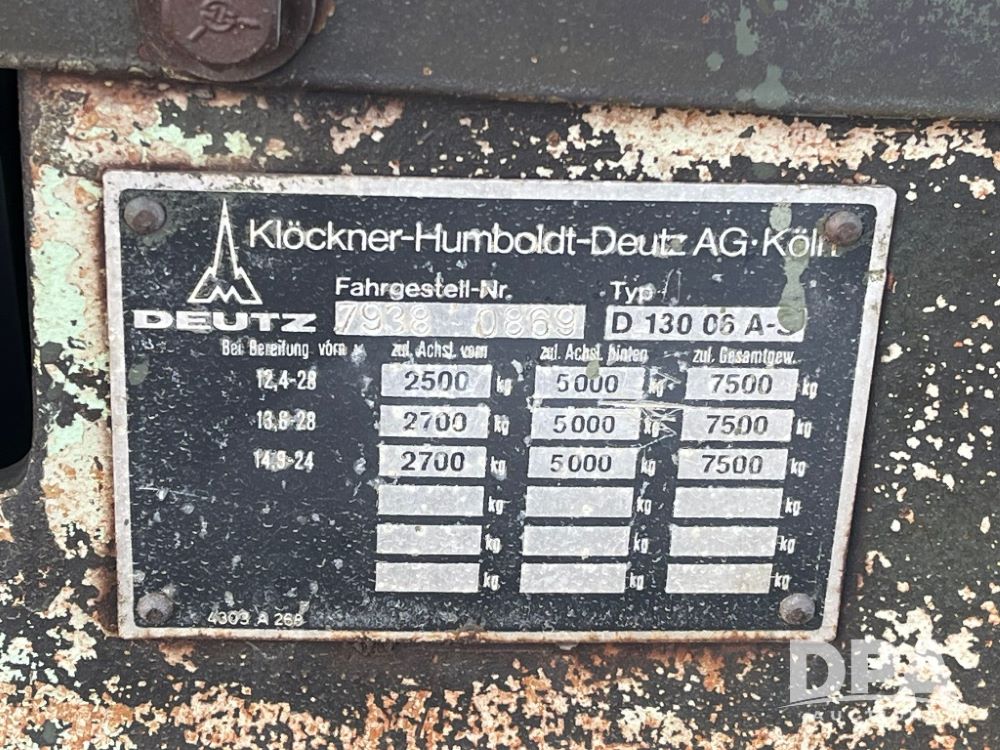 Klöckner-Humboldt-Deutz AG·Köln
DEUTZ
Fahrgestell-Nr. Typ
7938 0869 D 130 06 A-S
Bei Bereifung vorn zul. Achsl. vorn zul. Achsl. hinten zul. Gesamtgew.
12,4-28 2500 kg 5000 kg 7500 kg
13,6-28 2700 kg 5000 kg 7500 kg
14,9-24 2700 kg 5000 kg 7500 kg
kg kg kg
kg kg kg
kg kg kg
4303 A 268